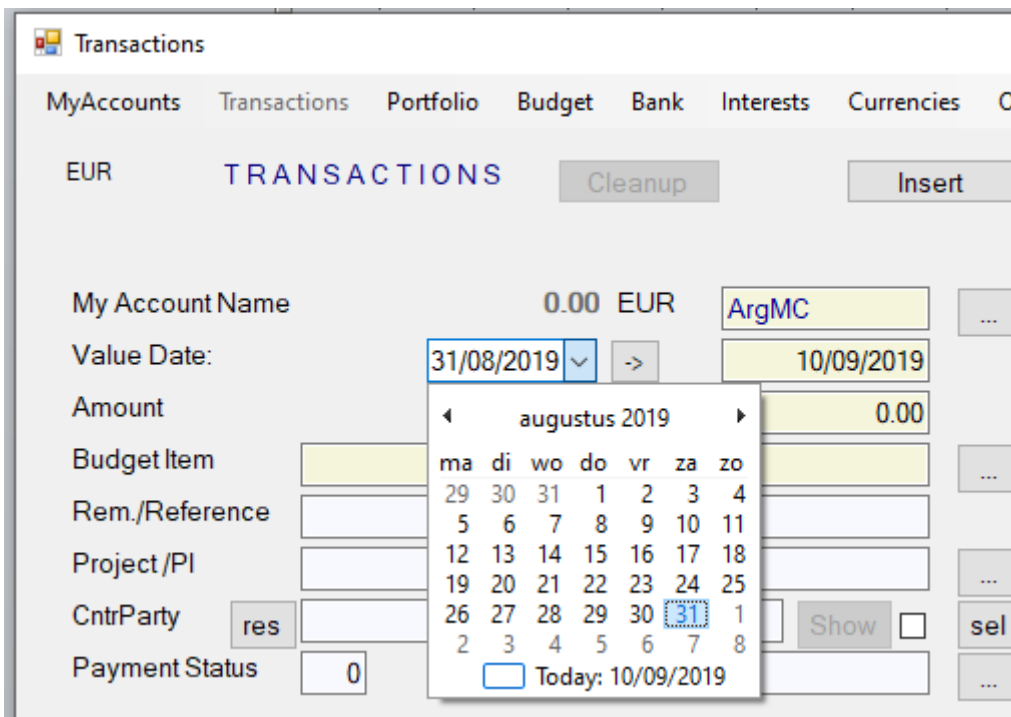 Transactions
MyAccounts Transactions Portfolio Budget Bank Interests Currencies
EUR TRANSACTIONS Cleanup Insert
My Account Name 0.00 EUR ArgMC ...
Value Date: 31/08/2019 -> 10/09/2019
Amount 0.00
augustus 2019
Budget Item ...
ma di wo do vr za zo
29 30 31 1 2 3 4
Rem./Reference
5 6 7 8 9 10 11
12 13 14 15 16 17 18
Project /PI ...
19 20 21 22 23 24 25
CntrParty res Show sel
26 27 28 29 30 31 1
2 3 4 5 6 7 8
Payment Status 0 ...
Today: 10/09/2019